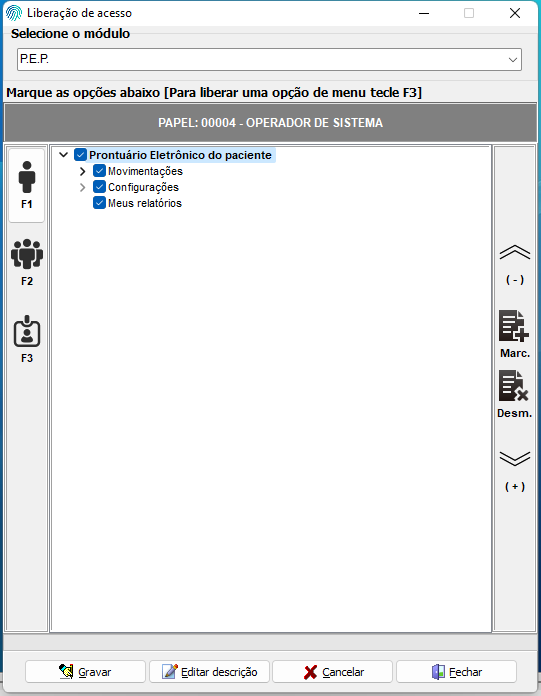 Liberação de acesso
Selecione o módulo
P.E.P.
Marque as opções abaixo [Para liberar uma opção de menu tecle F3]
PAPEL: 00004 - OPERADOR DE SISTEMA
Prontuário Eletrônico do paciente
Movimentações
Configurações
Meus relatórios
F1
F2
F3
( - )
Marc.
Desm.
( + )
Gravar
Editar descrição
Cancelar
Fechar